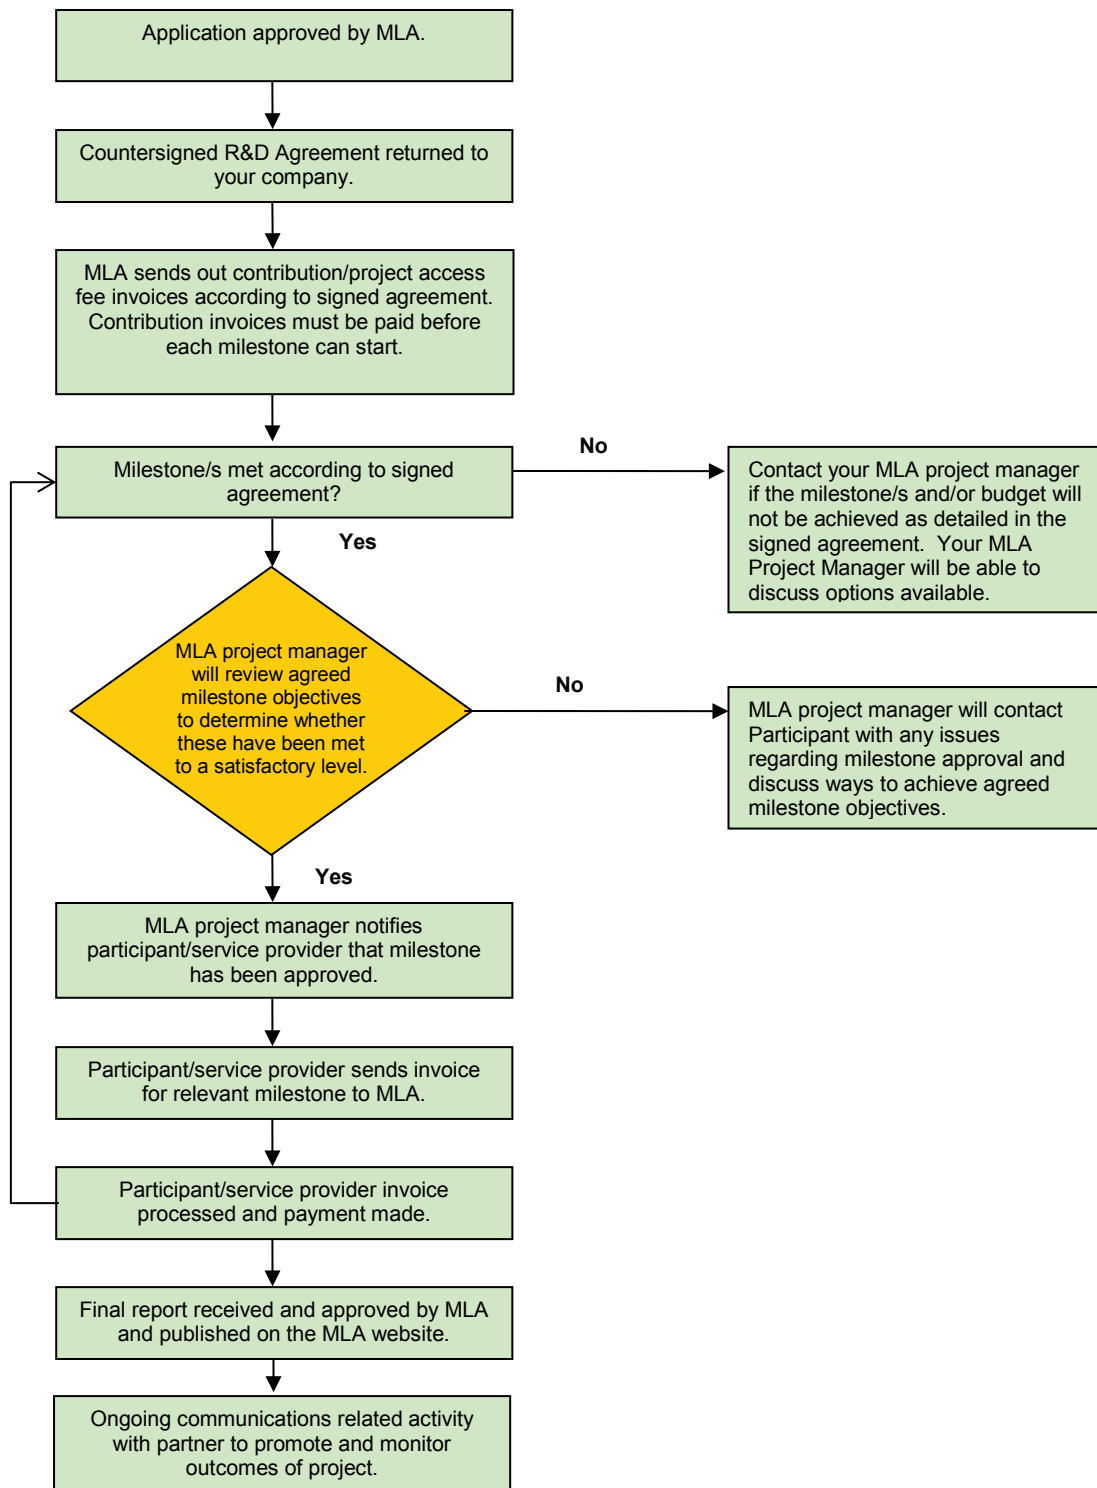 Application approved by MLA.
Countersigned R&D Agreement returned to
your company.
MLA sends out contribution/project access
fee invoices according to signed agreement.
Contribution invoices must be paid before
each milestone can start.
Milestone/s met according to signed
agreement?
No
Contact your MLA project manager
if the milestone/s and/or budget will
not be achieved as detailed in the
signed agreement.  Your MLA
Project Manager will be able to
discuss options available.
Yes
MLA project manager
will review agreed
milestone objectives
to determine whether
these have been met
to a satisfactory level.
No
MLA project manager will contact
Participant with any issues
regarding milestone approval and
discuss ways to achieve agreed
milestone objectives.
Yes
MLA project manager notifies
participant/service provider that milestone
has been approved.
Participant/service provider sends invoice
for relevant milestone to MLA.
Participant/service provider invoice
processed and payment made.
Final report received and approved by MLA
and published on the MLA website.
Ongoing communications related activity
with partner to promote and monitor
outcomes of project.